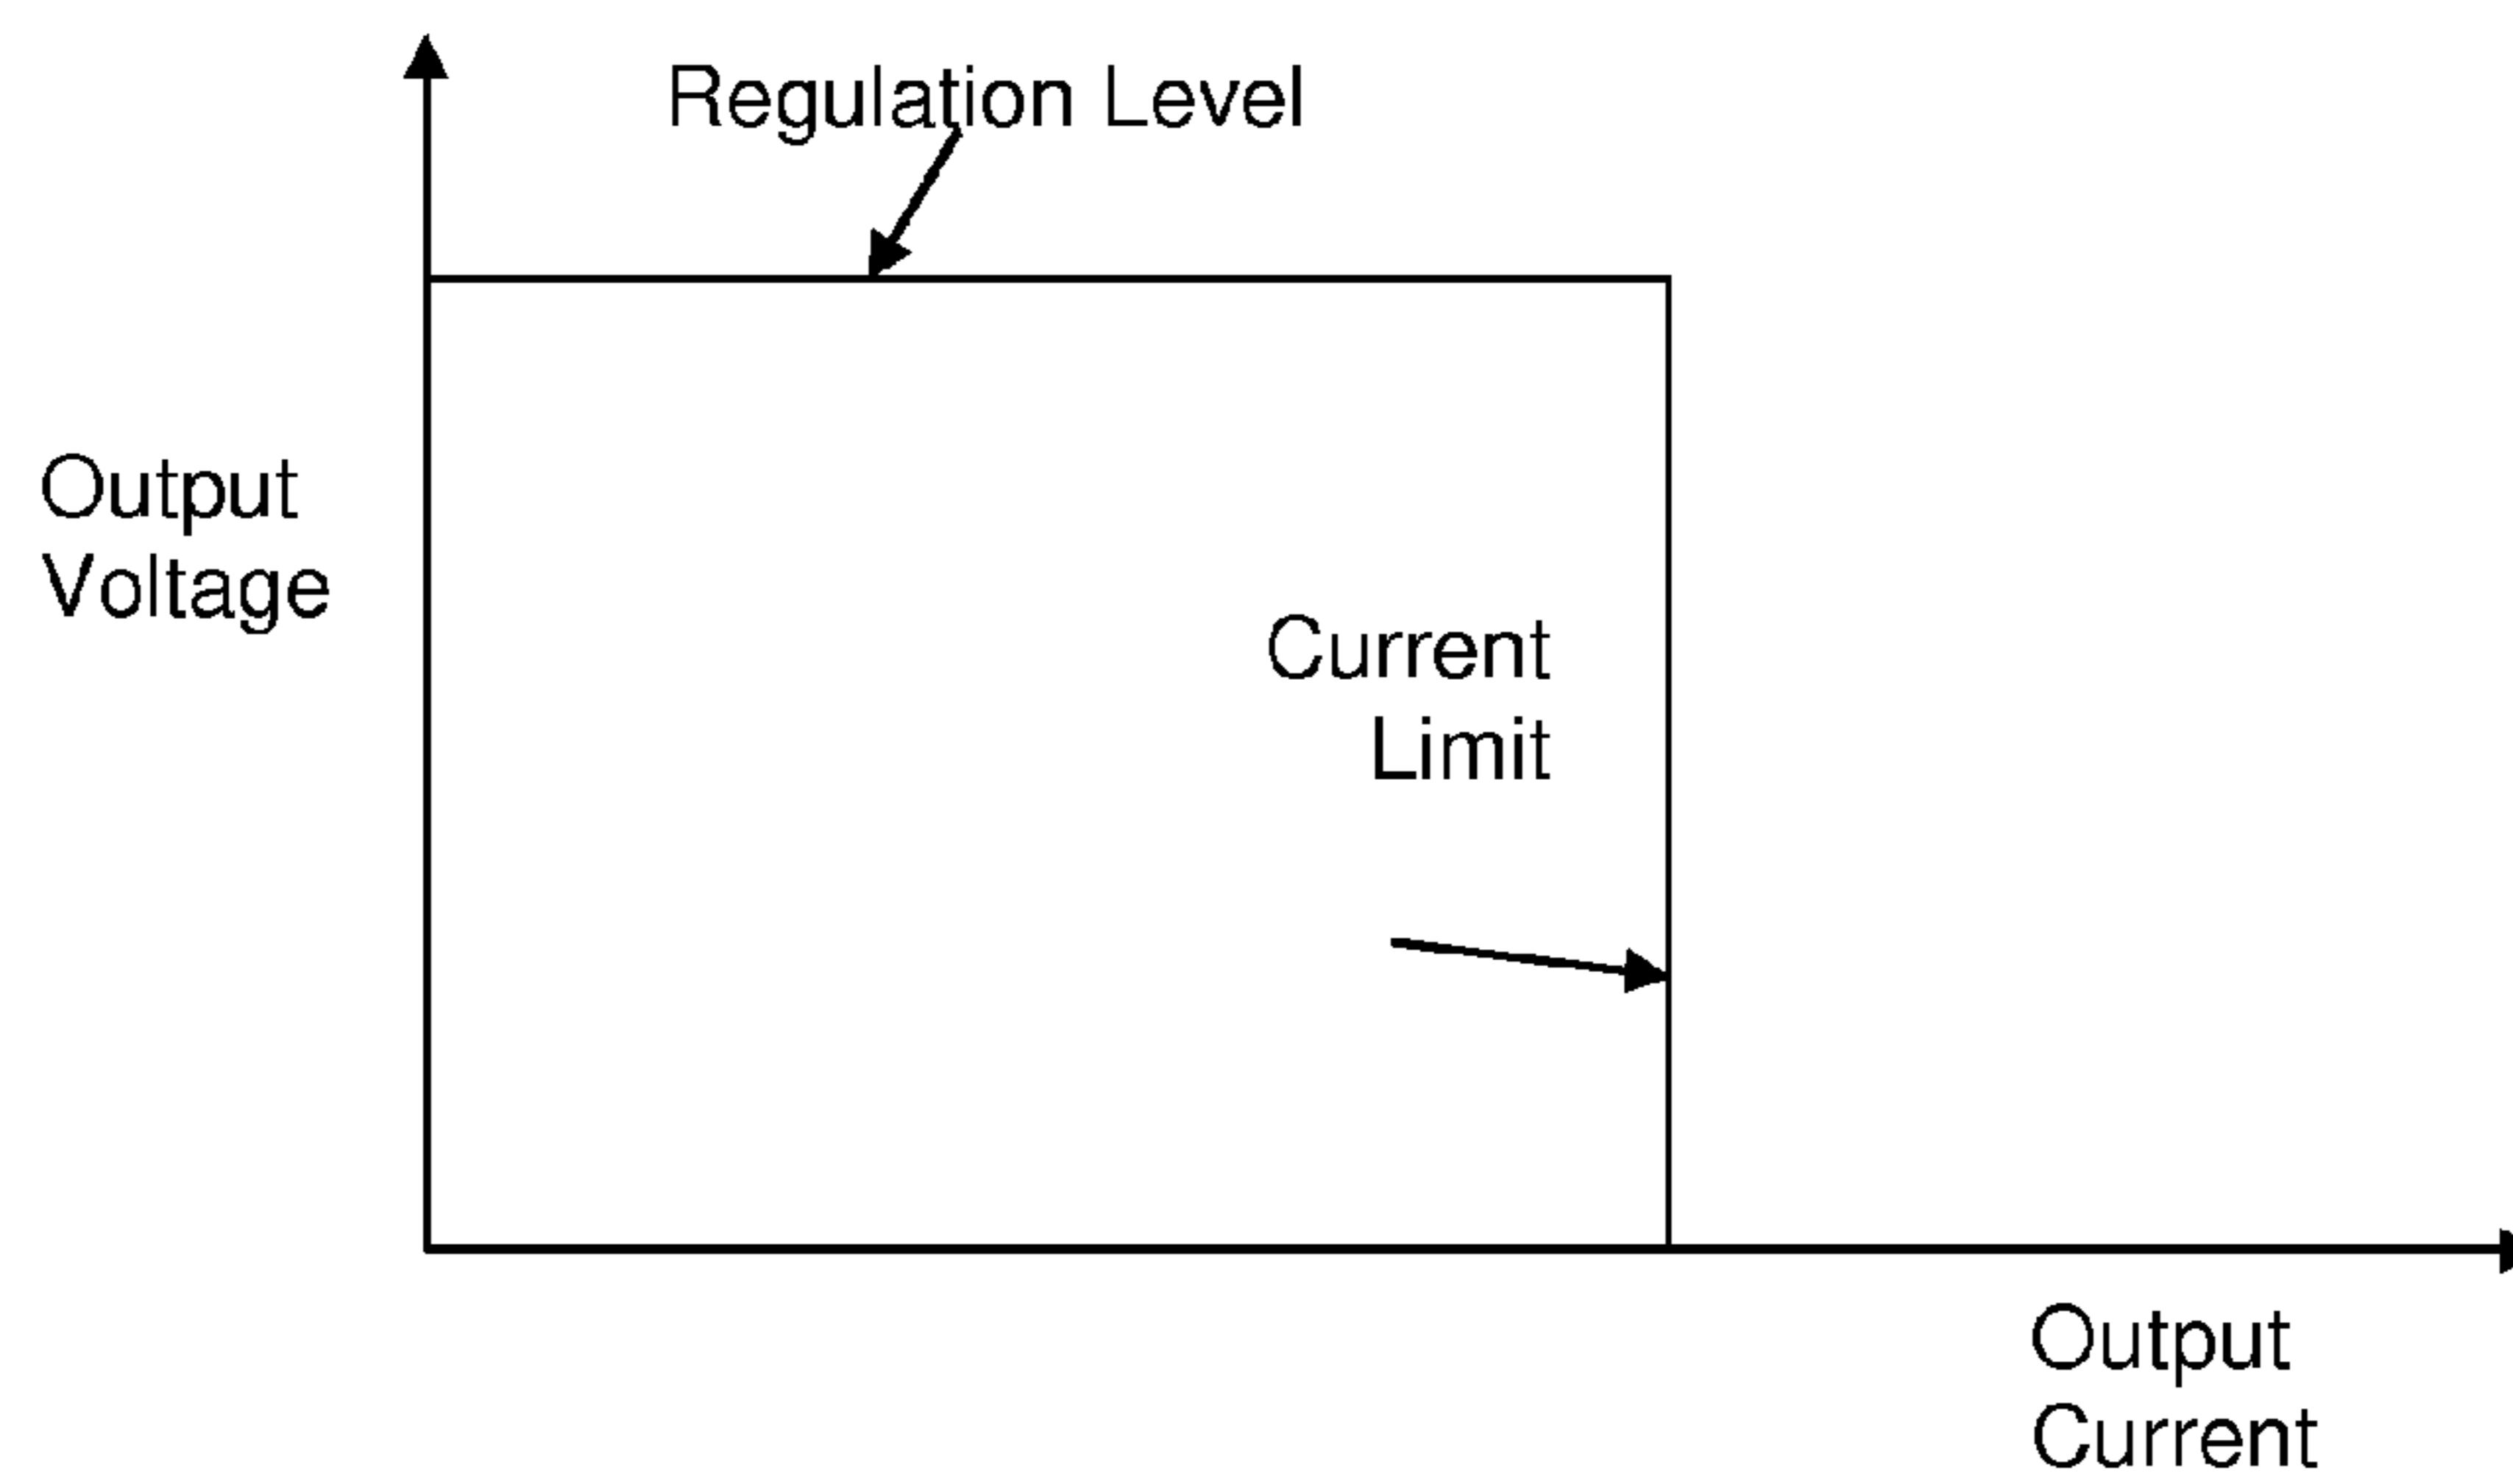 Regulation Level
Output
Voltage
Current
Limit
Output
Current